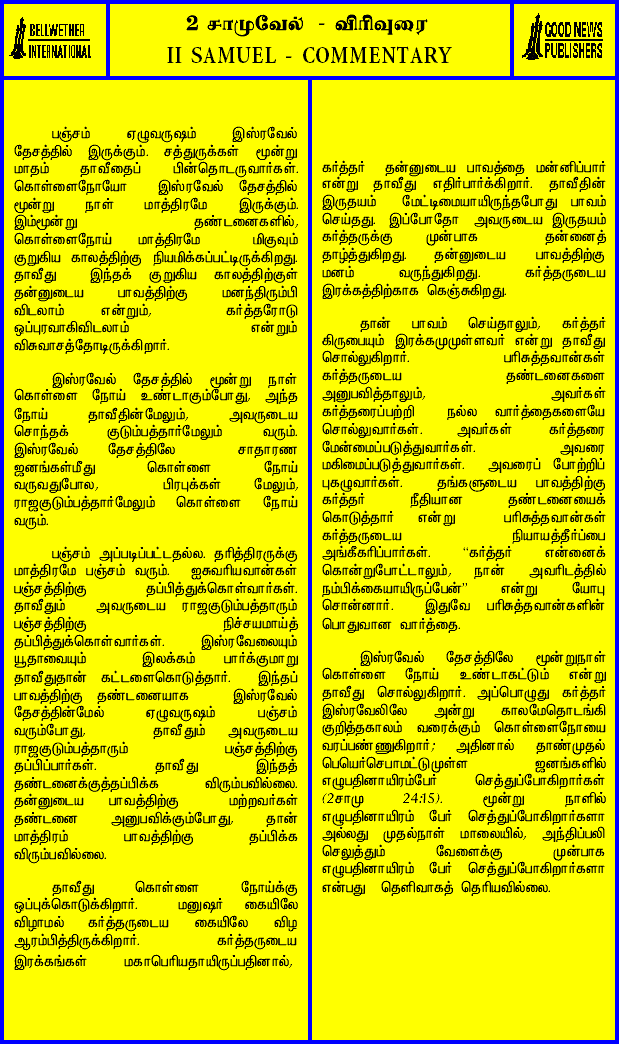 BELLWETHER
INTERNATIONAL
2 சாமுவேல் - விரிவுரை
II SAMUEL - COMMENTARY
GOOD NEWS
PUBLISHERS
பஞ்சம் ஏழுவருஷம் இஸ்ரவேல்
தேசத்தில் இருக்கும். சத்துருக்கள் மூன்று
மாதம் தாவீதைப் பின்தொடருவார்கள்.
கொள்ளைநோயோ இஸ்ரவேல் தேசத்தில்
மூன்று நாள் மாத்திரமே இருக்கும்.
இம்மூன்று தண்டனைகளில்,
கொள்ளைநோய் மாத்திரமே மிகுவும்
குறுகிய காலத்திற்கு நியமிக்கப்பட்டிருக்கிறது.
தாவீது இந்தக் குறுகிய காலத்திற்குள்
தன்னுடைய பாவத்திற்கு மனந்திரும்பி
விடலாம் என்றும், கர்த்தரோடு
ஒப்புரவாகிவிடலாம் என்றும்
விசுவாசத்தோடிருக்கிறார்.
இஸ்ரவேல் தேசத்தில் மூன்று நாள்
கொள்ளை நோய் உண்டாகும்போது, அந்த
நோய் தாவீதின்மேலும், அவருடைய
சொந்தக் குடும்பத்தார்மேலும் வரும்.
இஸ்ரவேல் தேசத்திலே சாதாரண
ஜனங்கள்மீது கொள்ளை நோய்
வருவதுபோல, பிரபுக்கள் மேலும்,
ராஜகுடும்பத்தார்மேலும் கொள்ளை நோய்
வரும்.
பஞ்சம் அப்படிப்பட்டதல்ல. தரித்திரருக்கு
மாத்திரமே பஞ்சம் வரும். ஐசுவரியவான்கள்
பஞ்சத்திற்கு தப்பித்துக்கொள்வார்கள்.
தாவீதும் அவருடைய ராஜகுடும்பத்தாரும்
பஞ்சத்திற்கு நிச்சயமாய்த்
தப்பித்துக்கொள்வார்கள். இஸ்ரவேலையும்
யூதாவையும் இலக்கம் பார்க்குமாறு
தாவீதுதான் கட்டளைகொடுத்தார். இந்தப்
பாவத்திற்கு தண்டனையாக இஸ்ரவேல்
தேசத்தின்மேல் ஏழுவருஷம் பஞ்சம்
வரும்போது, தாவீதும் அவருடைய
ராஜகுடும்பத்தாரும் பஞ்சத்திற்கு
தப்பிப்பார்கள். தாவீது இந்தத்
தண்டனைக்குத்தப்பிக்க விரும்பவில்லை.
தன்னுடைய பாவத்திற்கு மற்றவர்கள்
தண்டனை அனுபவிக்கும்போது, தான்
மாத்திரம் பாவத்திற்கு தப்பிக்க
விரும்பவில்லை.
தாவீது கொள்ளை நோய்க்கு
ஒப்புக்கொடுக்கிறார். மனுஷர் கையிலே
விழாமல் கர்த்தருடைய கையிலே விழ
ஆரம்பித்திருக்கிறார். கர்த்தருடைய
இரக்கங்கள் மகாபெரியதாயிருப்பதினால்,
கர்த்தர் தன்னுடைய பாவத்தை மன்னிப்பார்
என்று தாவீது எதிர்பார்க்கிறார். தாவீதின்
இருதயம் மேட்டிமையாயிருந்தபோது பாவம்
செய்தது. இப்போதோ அவருடைய இருதயம்
கர்த்தருக்கு முன்பாக தன்னைத்
தாழ்த்துகிறது. தன்னுடைய பாவத்திற்கு
மனம் வருந்துகிறது. கர்த்தருடைய
இரக்கத்திற்காக கெஞ்சுகிறது.
தான் பாவம் செய்தாலும், கர்த்தர்
கிருபையும் இரக்கமுமுள்ளவர் என்று தாவீது
சொல்லுகிறார். பரிசுத்தவான்கள்
கர்த்தருடைய தண்டனைகளை
அனுபவித்தாலும், அவர்கள்
கர்த்தரைப்பற்றி நல்ல வார்த்தைகளையே
சொல்லுவார்கள். அவர்கள் கர்த்தரை
மேன்மைப்படுத்துவார்கள். அவரை
மகிமைப்படுத்துவார்கள். அவரைப் போற்றிப்
புகழுவார்கள். தங்களுடைய பாவத்திற்கு
கர்த்தர் நீதியான தண்டனையைக்
கொடுத்தார் என்று பரிசுத்தவான்கள்
கர்த்தருடைய நியாயத்தீர்ப்பை
அங்கீகரிப்பார்கள். “கர்த்தர் என்னைக்
கொன்றுபோட்டாலும், நான் அவரிடத்தில்
நம்பிக்கையாயிருப்பேன்” என்று யோபு
சொன்னார். இதுவே பரிசுத்தவான்களின்
பொதுவான வார்த்தை.
இஸ்ரவேல் தேசத்திலே மூன்றுநாள்
கொள்ளை நோய் உண்டாகட்டும் என்று
தாவீது சொல்லுகிறார். அப்பொழுது கர்த்தர்
இஸ்ரவேலிலே அன்று காலமேதொடங்கி
குறித்தகாலம் வரைக்கும் கொள்ளைநோயை
வரப்பண்ணுகிறார்; அதினால் தாண்முதல்
பெயெர்செபாமட்டுமுள்ள ஜனங்களில்
எழுபதினாயிரம்பேர் செத்துப்போகிறார்கள்
(2சாமு 24:15). மூன்று நாளில்
எழுபதினாயிரம் பேர் செத்துப்போகிறார்களா
அல்லது முதல்நாள் மாலையில், அந்திப்பலி
செலுத்தும் வேளைக்கு முன்பாக
எழுபதினாயிரம் பேர் செத்துப்போகிறார்களா
என்பது தெளிவாகத் தெரியவில்லை.